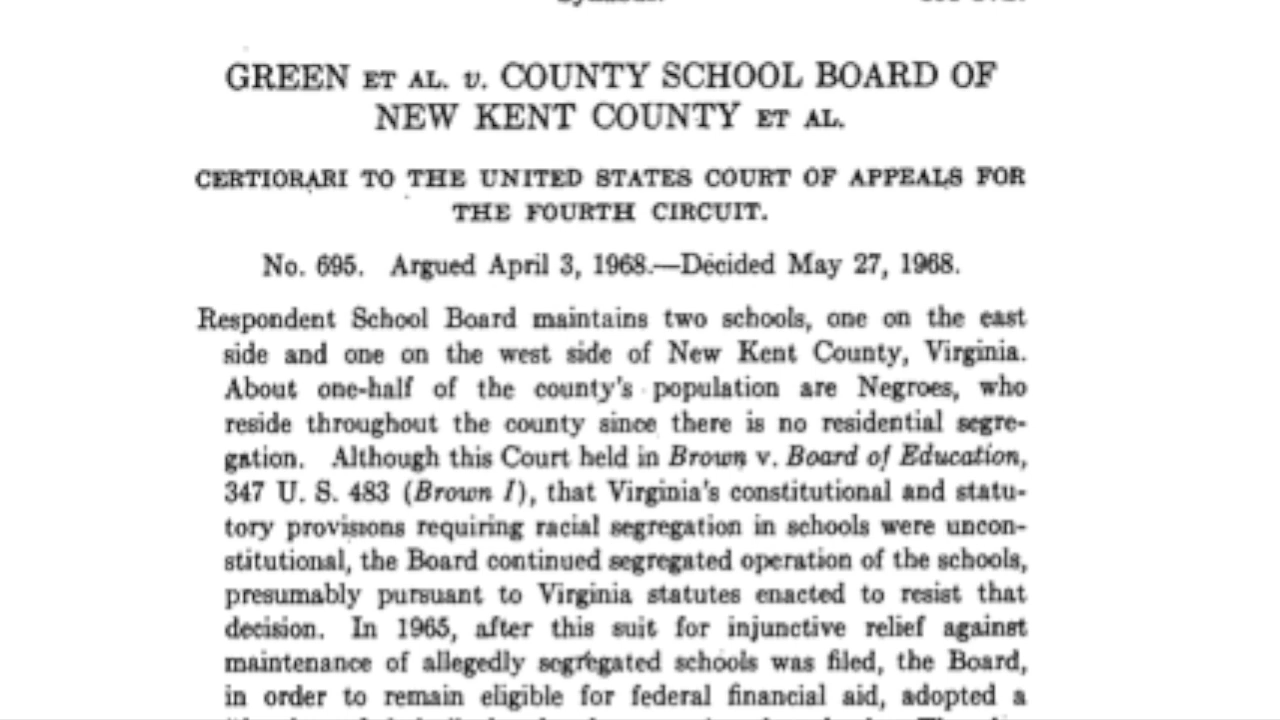 GREEN ET AL. v. COUNTY SCHOOL BOARD OF
NEW KENT COUNTY ET AL.
CERTIORARI TO THE UNITED STATES COURT OF APPEALS FOR
THE FOURTH CIRCUIT.
No. 695. Argued April 3, 1968.—Decided May 27, 1968.
Respondent School Board maintains two schools, one on the east
side and one on the west side of New Kent County, Virginia.
About one-half of the county's population are Negroes, who
reside throughout the county since there is no residential segre-
gation. Although this Court held in Brown v. Board of Education,
347 U. S. 483 (Brown I), that Virginia's constitutional and statu-
tory provisions requiring racial segregation in schools were uncon-
stitutional, the Board continued segregated operation of the schools,
presumably pursuant to Virginia statutes enacted to resist that
decision. In 1965, after this suit for injunctive relief against
maintenance of allegedly segregated schools was filed, the Board,
in order to remain eligible for federal financial aid, adopted a